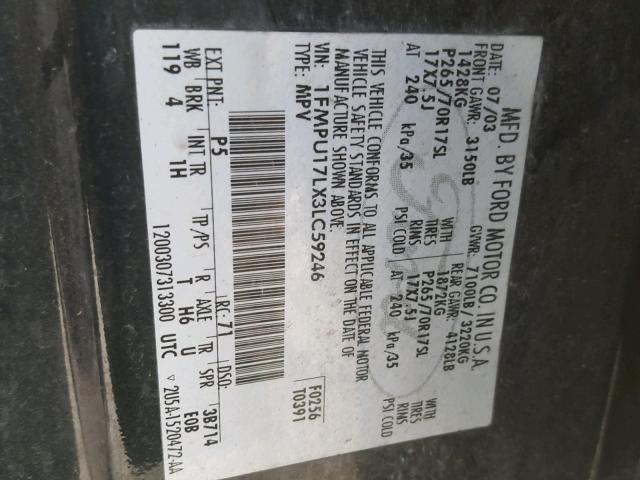 MFD. BY FORD MOTOR CO. IN U.S.A.
DATE: 07/03 GVWR: 7100LB/3220KG
FRONT GAWR: 3150LB REAR GAWR: 4128LB
1428KG WITH 1872KG WITH
P265/70R17SL TIRES P265/70R17SL TIRES
17X7.5J RIMS 17X7.5J RIMS
AT 240 kPa/35 PSI COLD AT 240 kPa/35 PSI COLD
THIS VEHICLE CONFORMS TO ALL APPLICABLE FEDERAL MOTOR
VEHICLE SAFETY STANDARDS IN EFFECT ON THE DATE OF
MANUFACTURE SHOWN ABOVE.
VIN: 1FMPU17LX3LC59246
TYPE: MPV
F0256
T0391
EXT PNT: P5 RC: 71 DSO:
WB BRK INT TR TP/PS R AXLE TR SPR 3B714
119 4 1H T H6 U E0B
1200307313300 UTC ▽ 2U5A-1520472-AA
Ford